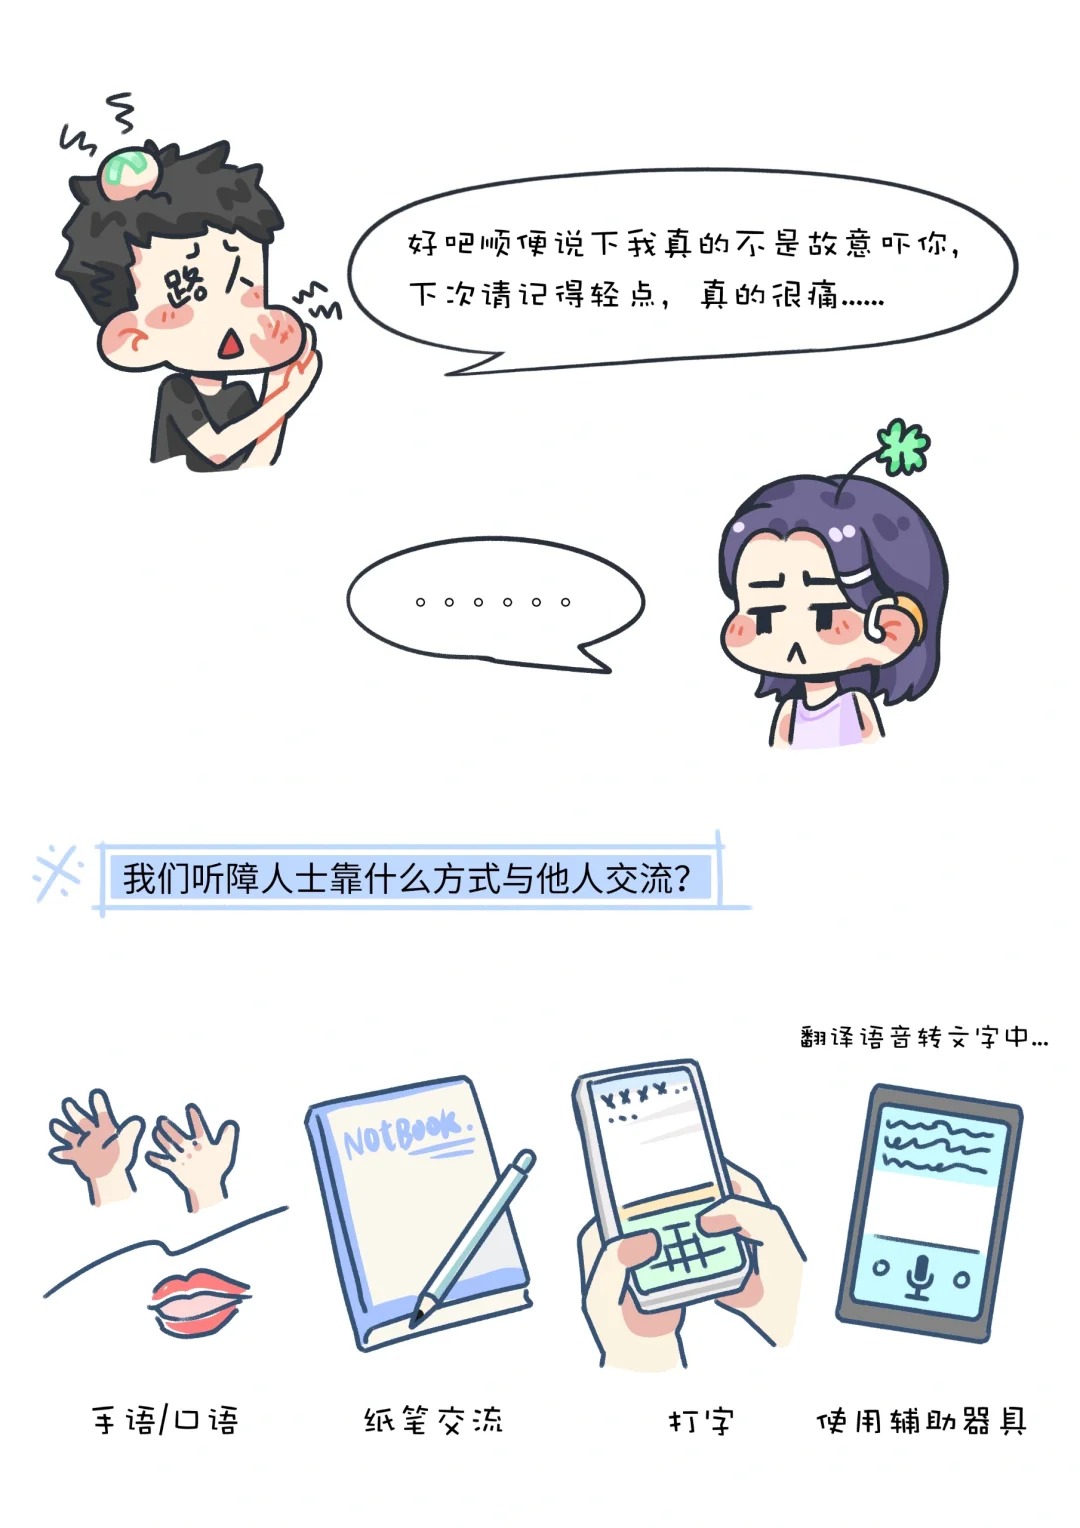 路人
好吧顺便说下我真的不是故意吓你，
下次请记得轻点，真的很痛......
。。。。。。
※ 我们听障人士靠什么方式与他人交流？
翻译语音转文字中...
NotBook.
××××..
...
手语/口语
纸笔交流
打字
使用辅助器具